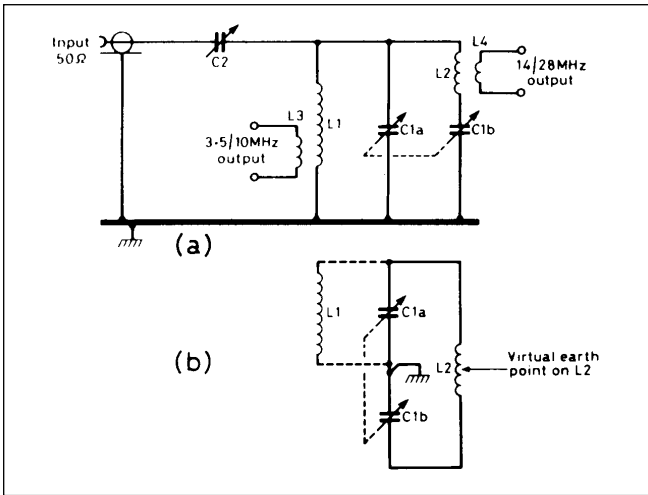 Input
50Ω
C2
L4
L2
14/28MHz
output
L3
L1
3·5/10MHz
output
C1a
C1b
(a)
L1
C1a
(b)
L2
Virtual earth
point on L2
C1b